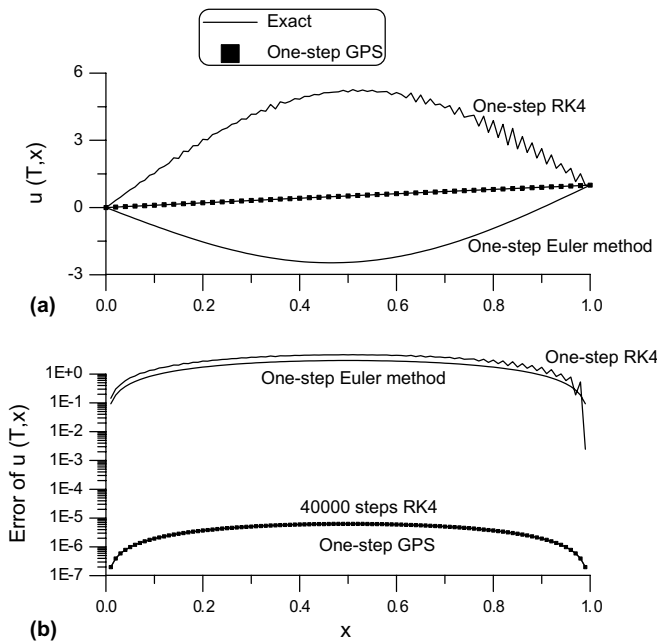 Exact
One-step GPS
6
3
0
-3
u (T,x)
One-step RK4
One-step Euler method
(a)
0.0 0.2 0.4 0.6 0.8 1.0
1E+0
1E-1
1E-2
1E-3
1E-4
1E-5
1E-6
1E-7
Error of u (T,x)
One-step RK4
One-step Euler method
40000 steps RK4
One-step GPS
0.0 0.2 0.4 0.6 0.8 1.0
(b)
x